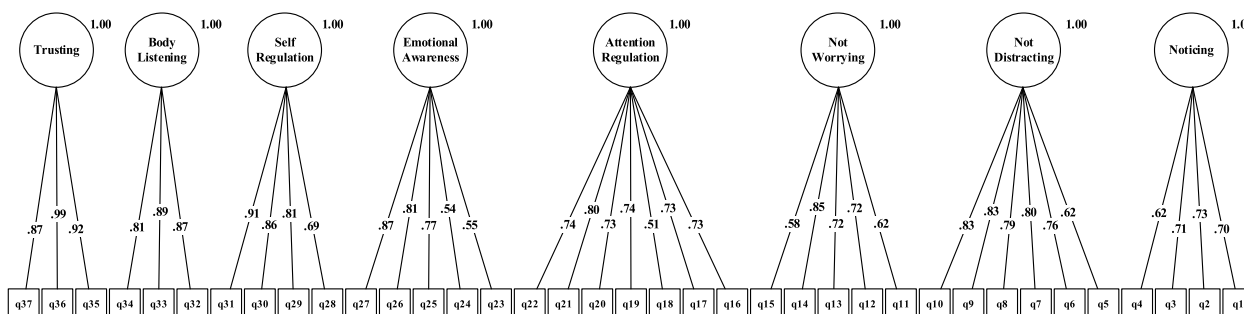 1.00 1.00 1.00 1.00 1.00 1.00 1.00 1.0
Trusting
Body
Listening
Self
Regulation
Emotional
Awareness
Attention
Regulation
Not
Worrying
Not
Distracting
Noticing
.87 .99 .92
.81 .89 .87
.91 .86 .81 .69
.87 .81 .77 .54 .55
.74 .80 .73 .74 .51 .73 .73
.58 .85 .72 .72 .62
.83 .83 .79 .80 .76 .62
.62 .71 .73 .70
q37 q36 q35 q34 q33 q32 q31 q30 q29 q28 q27 q26 q25 q24 q23 q22 q21 q20 q19 q18 q17 q16 q15 q14 q13 q12 q11 q10 q9 q8 q7 q6 q5 q4 q3 q2 q1